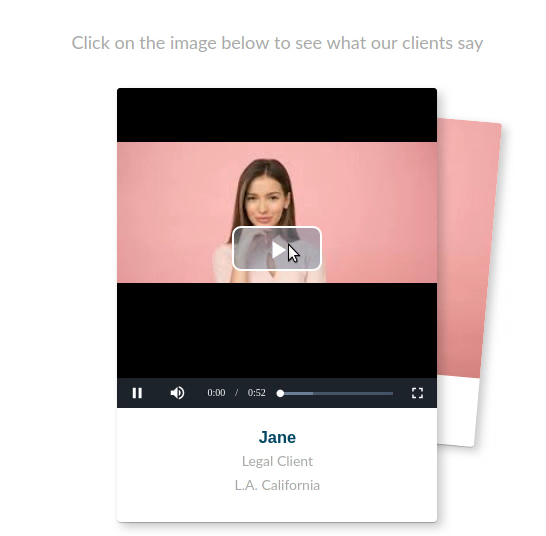 Click on the image below to see what our clients say
0:00 / 0:52
Jane
Legal Client
L.A. California